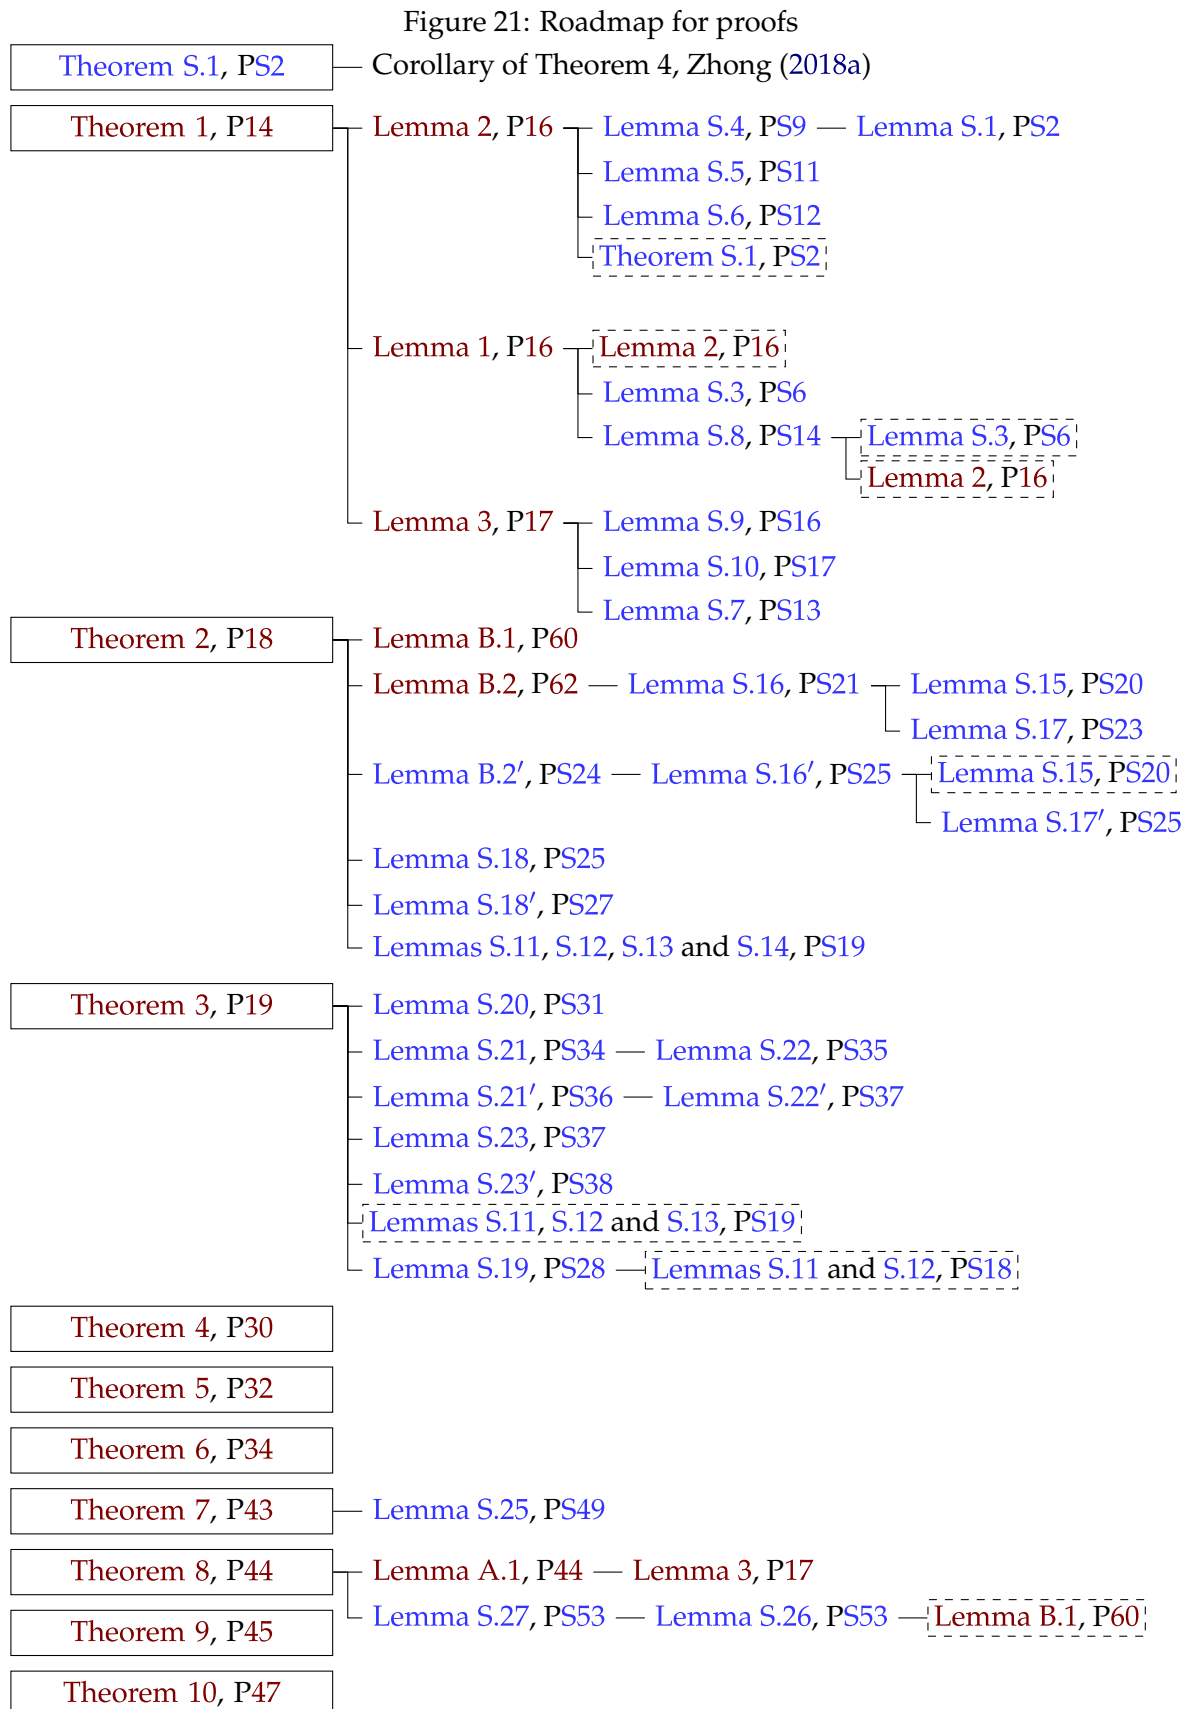 Figure 21: Roadmap for proofs
Theorem S.1, PS2 Corollary of Theorem 4, Zhong (2018a)
Theorem 1, P14 Lemma 2, P16 Lemma S.4, PS9 Lemma S.1, PS2
Lemma S.5, PS11
Lemma S.6, PS12
Theorem S.1, PS2
Lemma 1, P16 Lemma 2, P16
Lemma S.3, PS6
Lemma S.8, PS14 Lemma S.3, PS6
Lemma 2, P16
Lemma 3, P17 Lemma S.9, PS16
Lemma S.10, PS17
Lemma S.7, PS13
Theorem 2, P18 Lemma B.1, P60
Lemma B.2, P62 Lemma S.16, PS21 Lemma S.15, PS20
Lemma S.17, PS23
Lemma B.2′, PS24 Lemma S.16′, PS25 Lemma S.15, PS20
Lemma S.17′, PS25
Lemma S.18, PS25
Lemma S.18′, PS27
Lemmas S.11, S.12, S.13 and S.14, PS19
Theorem 3, P19 Lemma S.20, PS31
Lemma S.21, PS34 Lemma S.22, PS35
Lemma S.21′, PS36 Lemma S.22′, PS37
Lemma S.23, PS37
Lemma S.23′, PS38
Lemmas S.11, S.12 and S.13, PS19
Lemma S.19, PS28 Lemmas S.11 and S.12, PS18
Theorem 4, P30
Theorem 5, P32
Theorem 6, P34
Theorem 7, P43 Lemma S.25, PS49
Theorem 8, P44 Lemma A.1, P44 Lemma 3, P17
Lemma S.27, PS53 Lemma S.26, PS53 Lemma B.1, P60
Theorem 9, P45
Theorem 10, P47